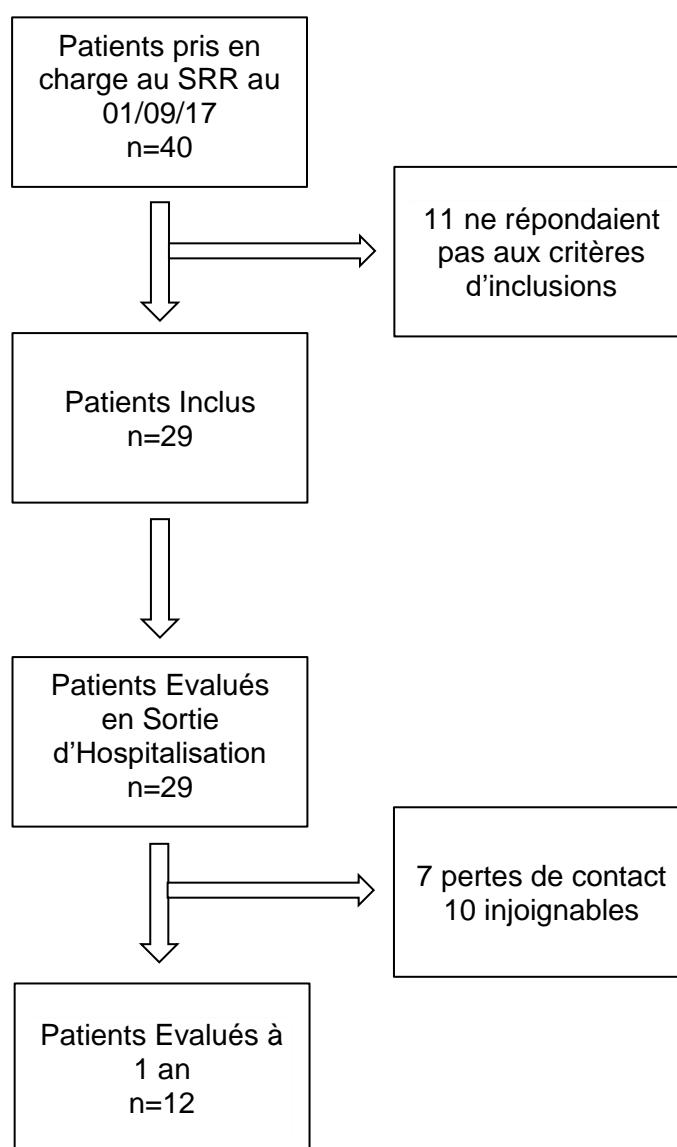 Patients pris en
charge au SRR au
01/09/17
n=40
11 ne répondaient
pas aux critères
d'inclusions
Patients Inclus
n=29
Patients Evalués
en Sortie
d'Hospitalisation
n=29
7 pertes de contact
10 injoignables
Patients Evalués à
1 an
n=12